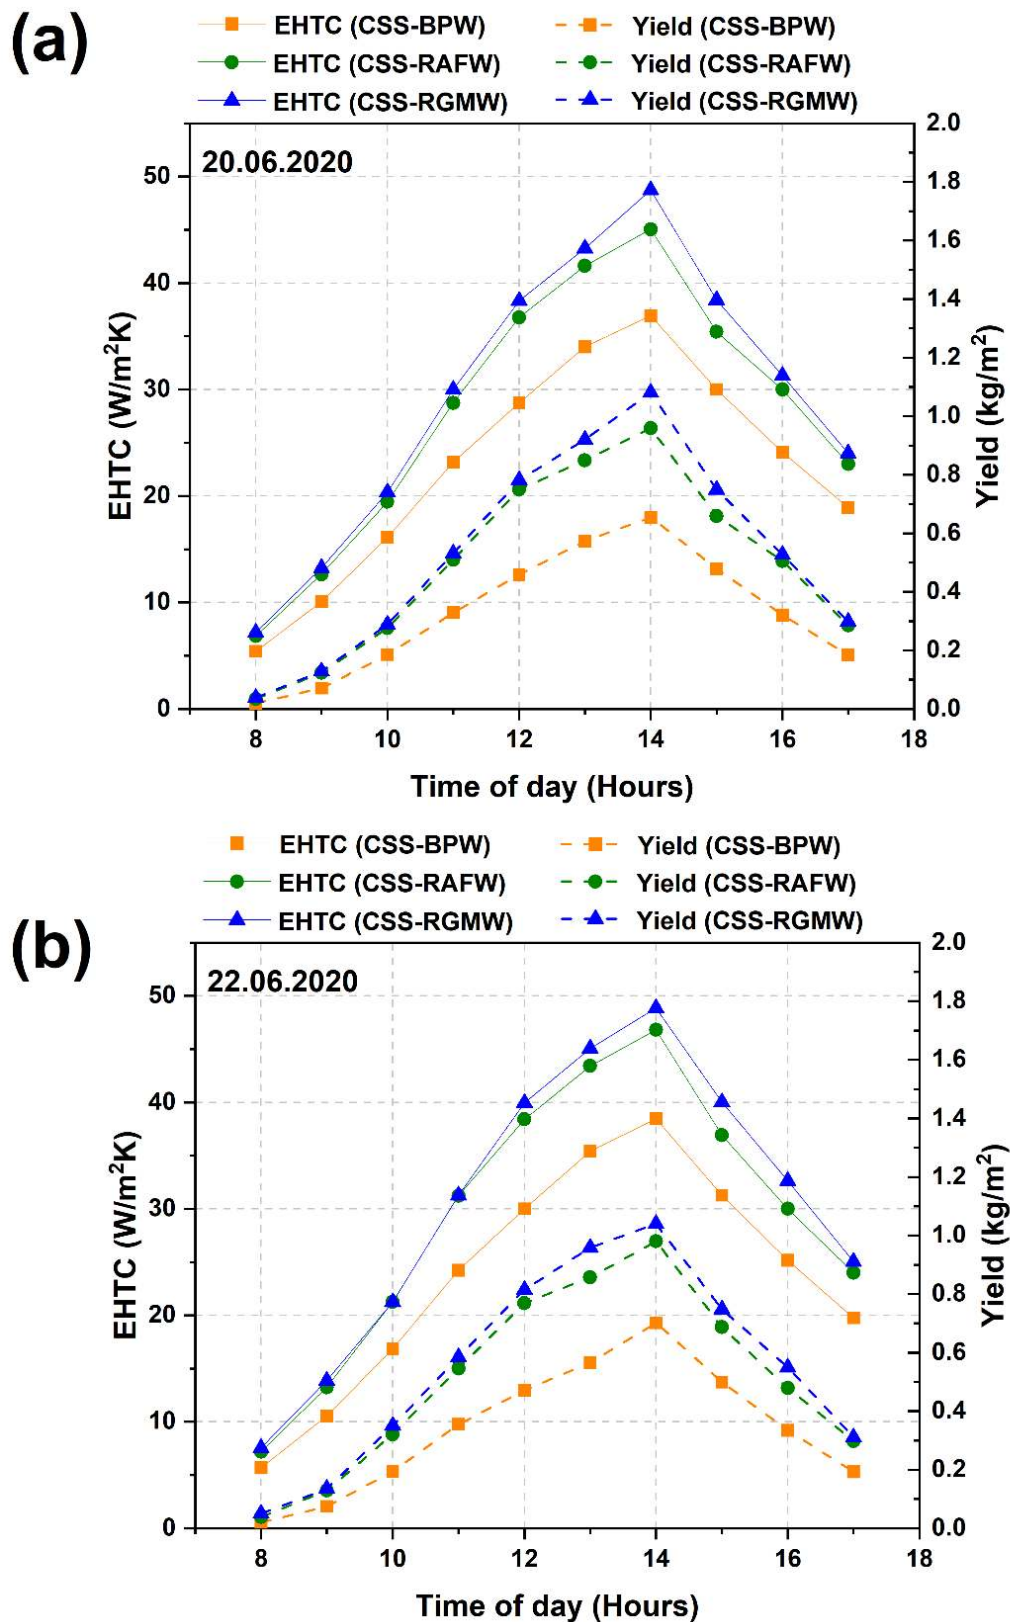 (a)
EHTC (CSS-BPW) Yield (CSS-BPW)
EHTC (CSS-RAFW) Yield (CSS-RAFW)
EHTC (CSS-RGMW) Yield (CSS-RGMW)
20.06.2020
50
40
30
20
10
0
EHTC (W/m²K)
2.0
1.8
1.6
1.4
1.2
1.0
0.8
0.6
0.4
0.2
0.0
Yield (kg/m²)
8 10 12 14 16 18
Time of day (Hours)
(b)
EHTC (CSS-BPW) Yield (CSS-BPW)
EHTC (CSS-RAFW) Yield (CSS-RAFW)
EHTC (CSS-RGMW) Yield (CSS-RGMW)
22.06.2020
50
40
30
20
10
0
EHTC (W/m²K)
2.0
1.8
1.6
1.4
1.2
1.0
0.8
0.6
0.4
0.2
0.0
Yield (kg/m²)
8 10 12 14 16 18
Time of day (Hours)